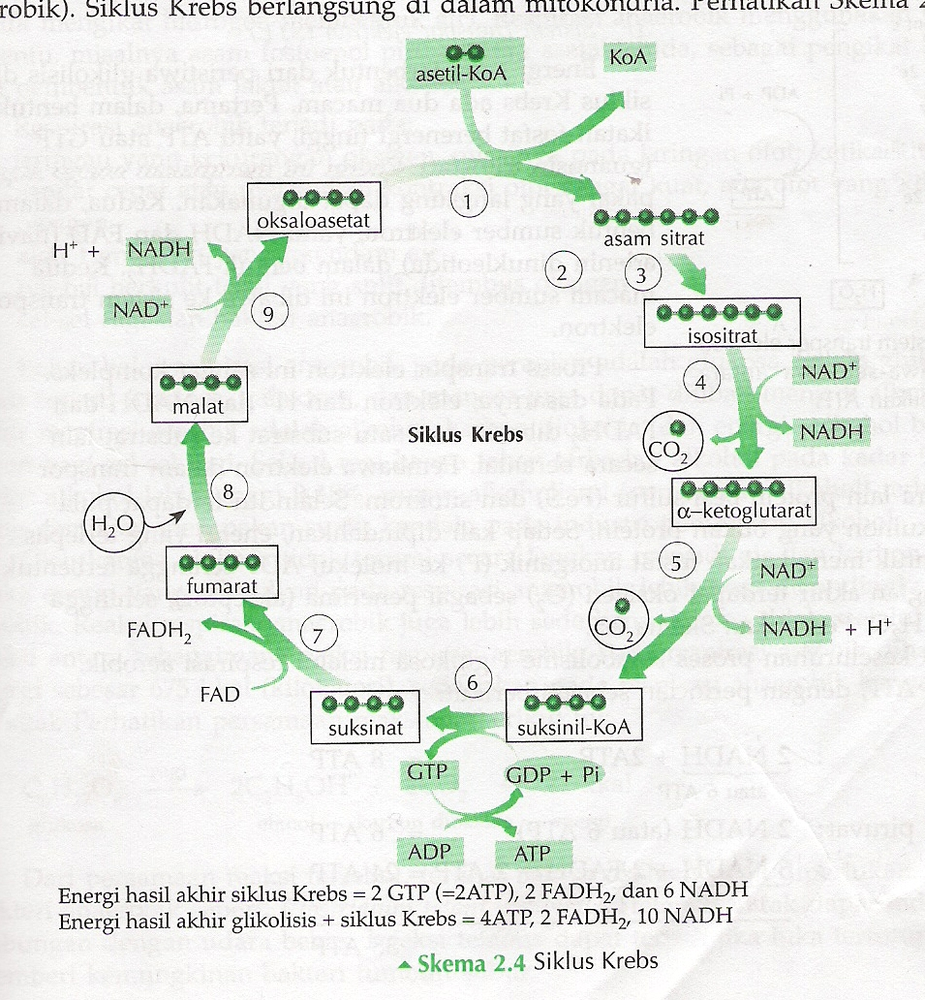 robik). Siklus Krebs berlangsung di dalam mitokondria. Perhatikan Skema 2
asetil-KoA
KoA
1
oksaloasetat
asam sitrat
H⁺ + NADH
NAD⁺
9
2
3
isositrat
4
NAD⁺
NADH
CO₂
malat
Siklus Krebs
α-ketoglutarat
8
H₂O
5
NAD⁺
NADH + H⁺
CO₂
fumarat
FADH₂
7
FAD
6
suksinat
suksinil-KoA
GTP
GDP + Pi
ADP
ATP
Energi hasil akhir siklus Krebs = 2 GTP (=2ATP), 2 FADH₂, dan 6 NADH
Energi hasil akhir glikolisis + siklus Krebs = 4ATP, 2 FADH₂, 10 NADH
Skema 2.4 Siklus Krebs